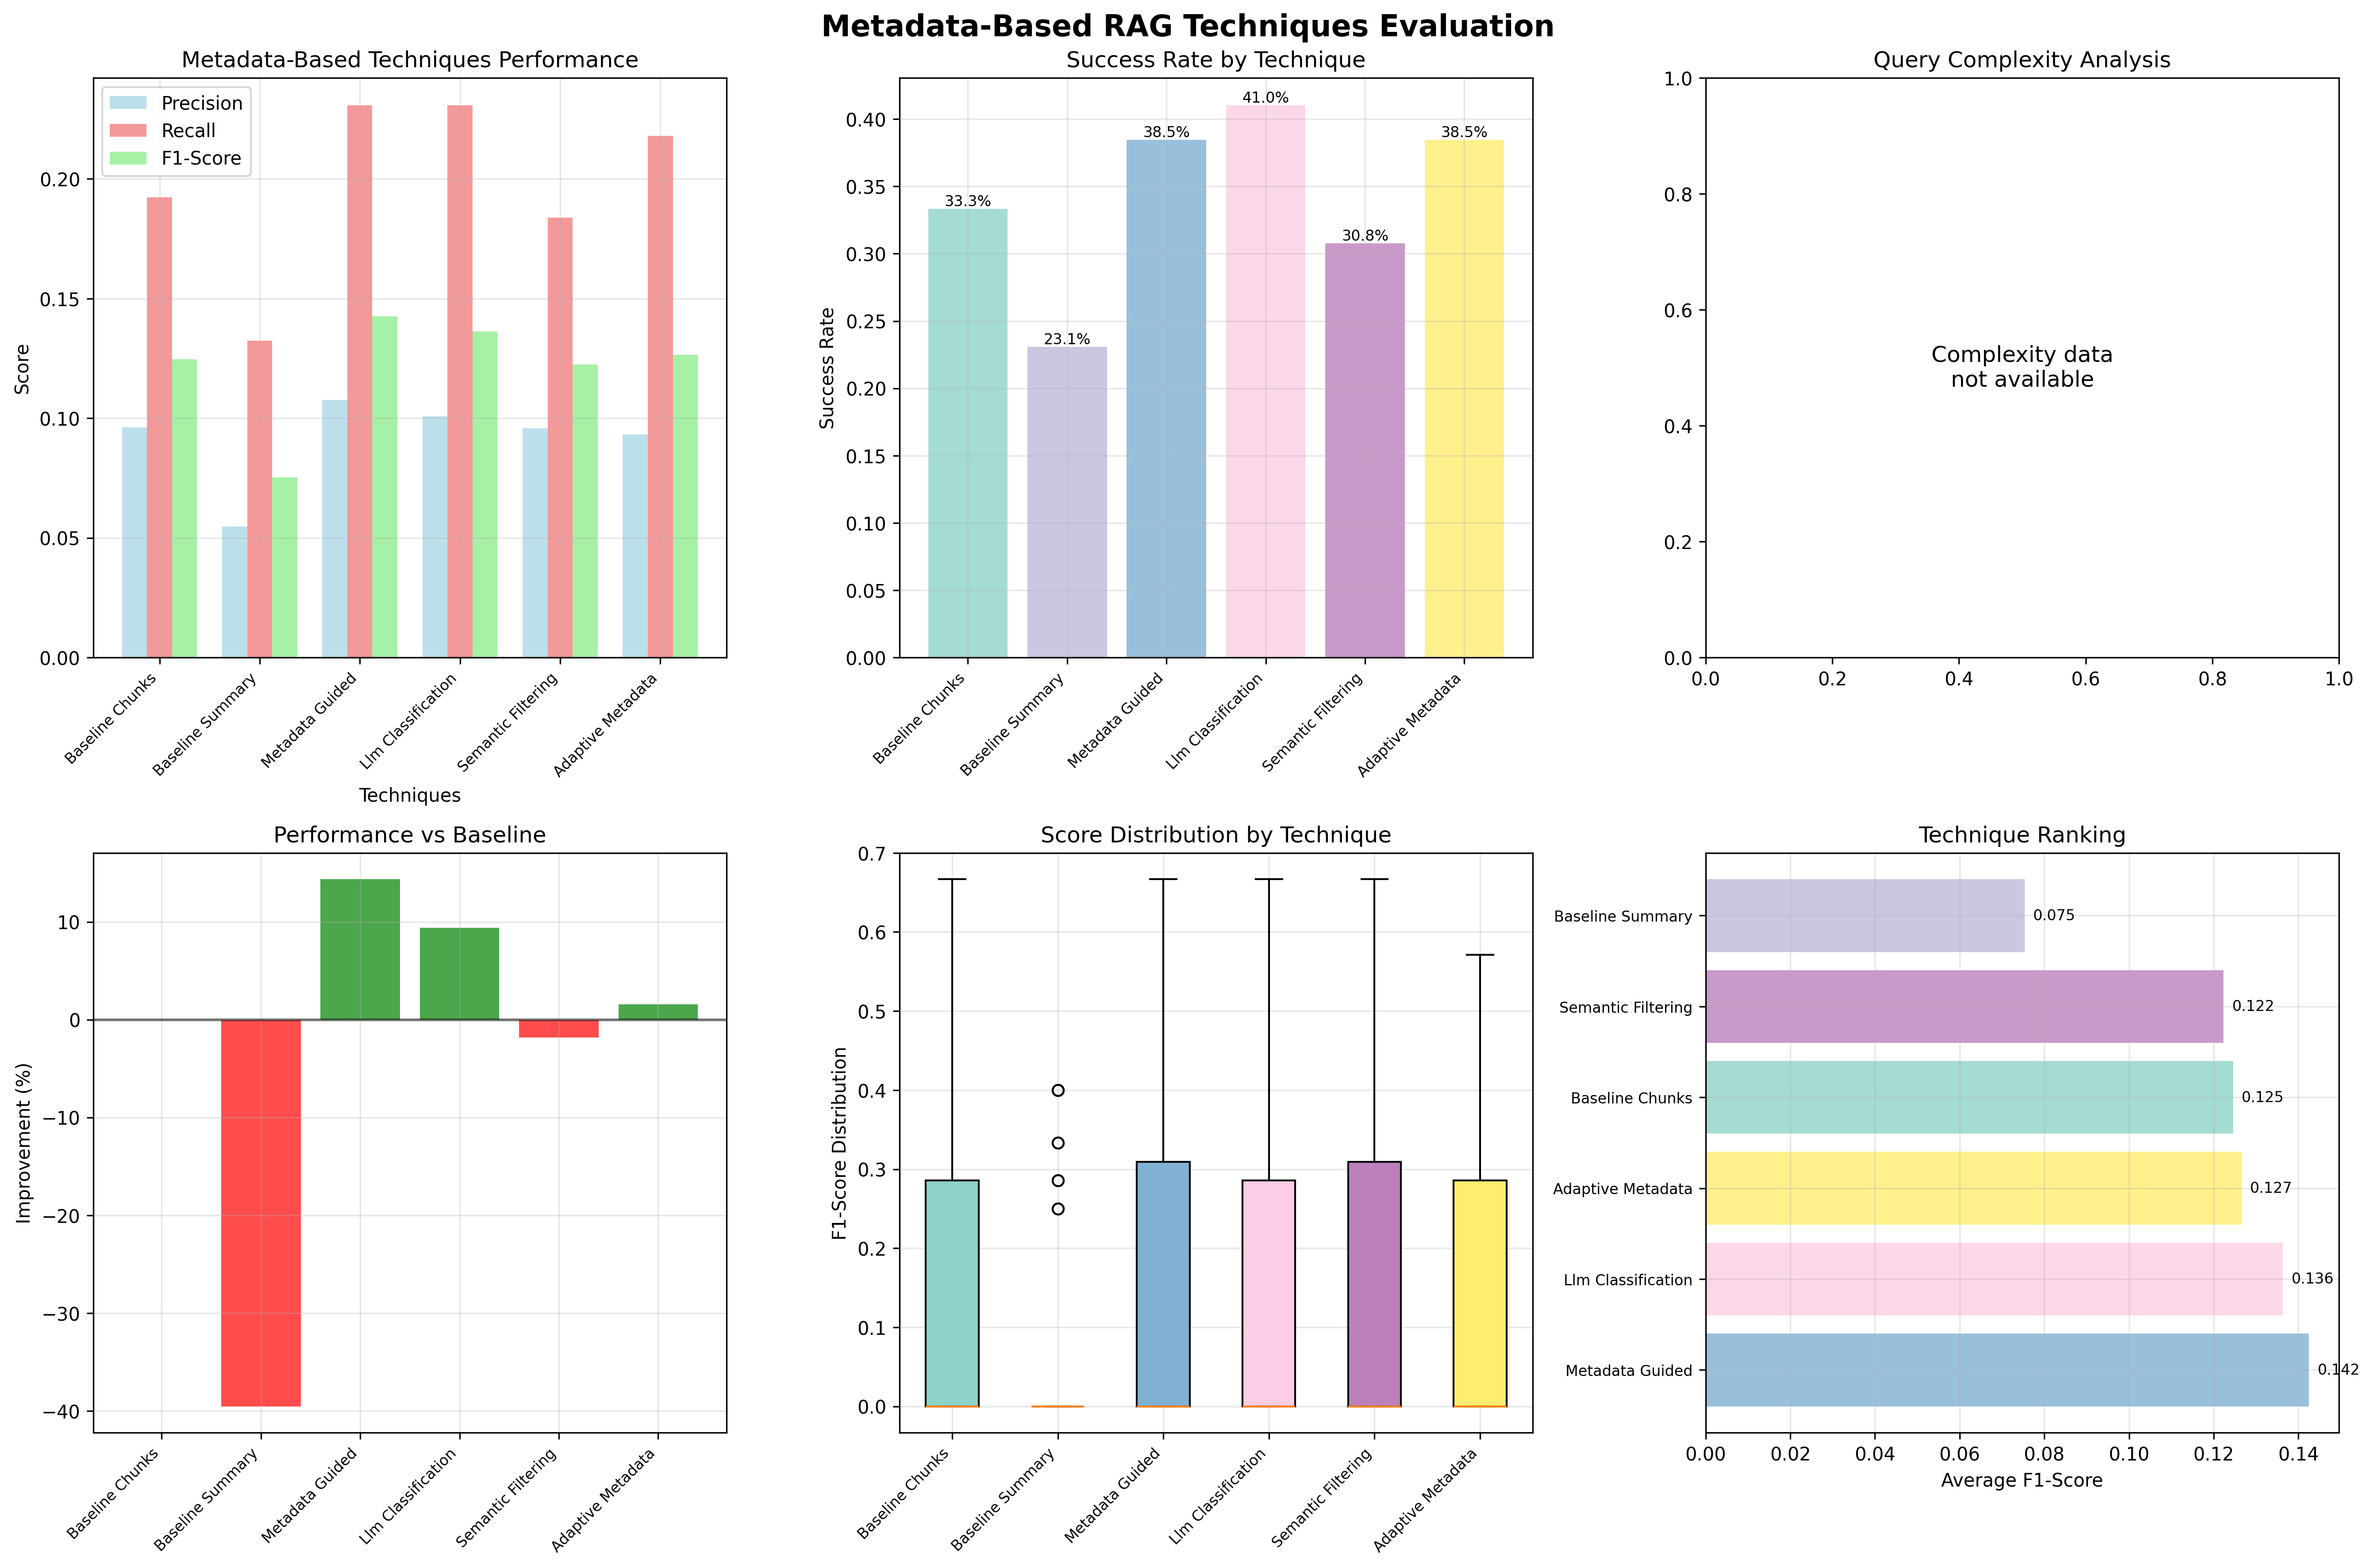 Metadata-Based RAG Techniques Evaluation
Metadata-Based Techniques Performance
Precision
Recall
F1-Score
Score
0.20
0.15
0.10
0.05
0.00
Baseline Chunks
Baseline Summary
Metadata Guided
Llm Classification
Semantic Filtering
Adaptive Metadata
Techniques
Success Rate by Technique
Success Rate
0.40
0.35
0.30
0.25
0.20
0.15
0.10
0.05
0.00
33.3%
23.1%
38.5%
41.0%
30.8%
38.5%
Baseline Chunks
Baseline Summary
Metadata Guided
Llm Classification
Semantic Filtering
Adaptive Metadata
Query Complexity Analysis
1.0
0.8
0.6
0.4
0.2
0.0
Complexity data
not available
0.0 0.2 0.4 0.6 0.8 1.0
Performance vs Baseline
Improvement (%)
10
0
−10
−20
−30
−40
Baseline Chunks
Baseline Summary
Metadata Guided
Llm Classification
Semantic Filtering
Adaptive Metadata
Score Distribution by Technique
F1-Score Distribution
0.7
0.6
0.5
0.4
0.3
0.2
0.1
0.0
Baseline Chunks
Baseline Summary
Metadata Guided
Llm Classification
Semantic Filtering
Adaptive Metadata
Technique Ranking
Baseline Summary 0.075
Semantic Filtering 0.122
Baseline Chunks 0.125
Adaptive Metadata 0.127
Llm Classification 0.136
Metadata Guided 0.142
0.00 0.02 0.04 0.06 0.08 0.10 0.12 0.14
Average F1-Score